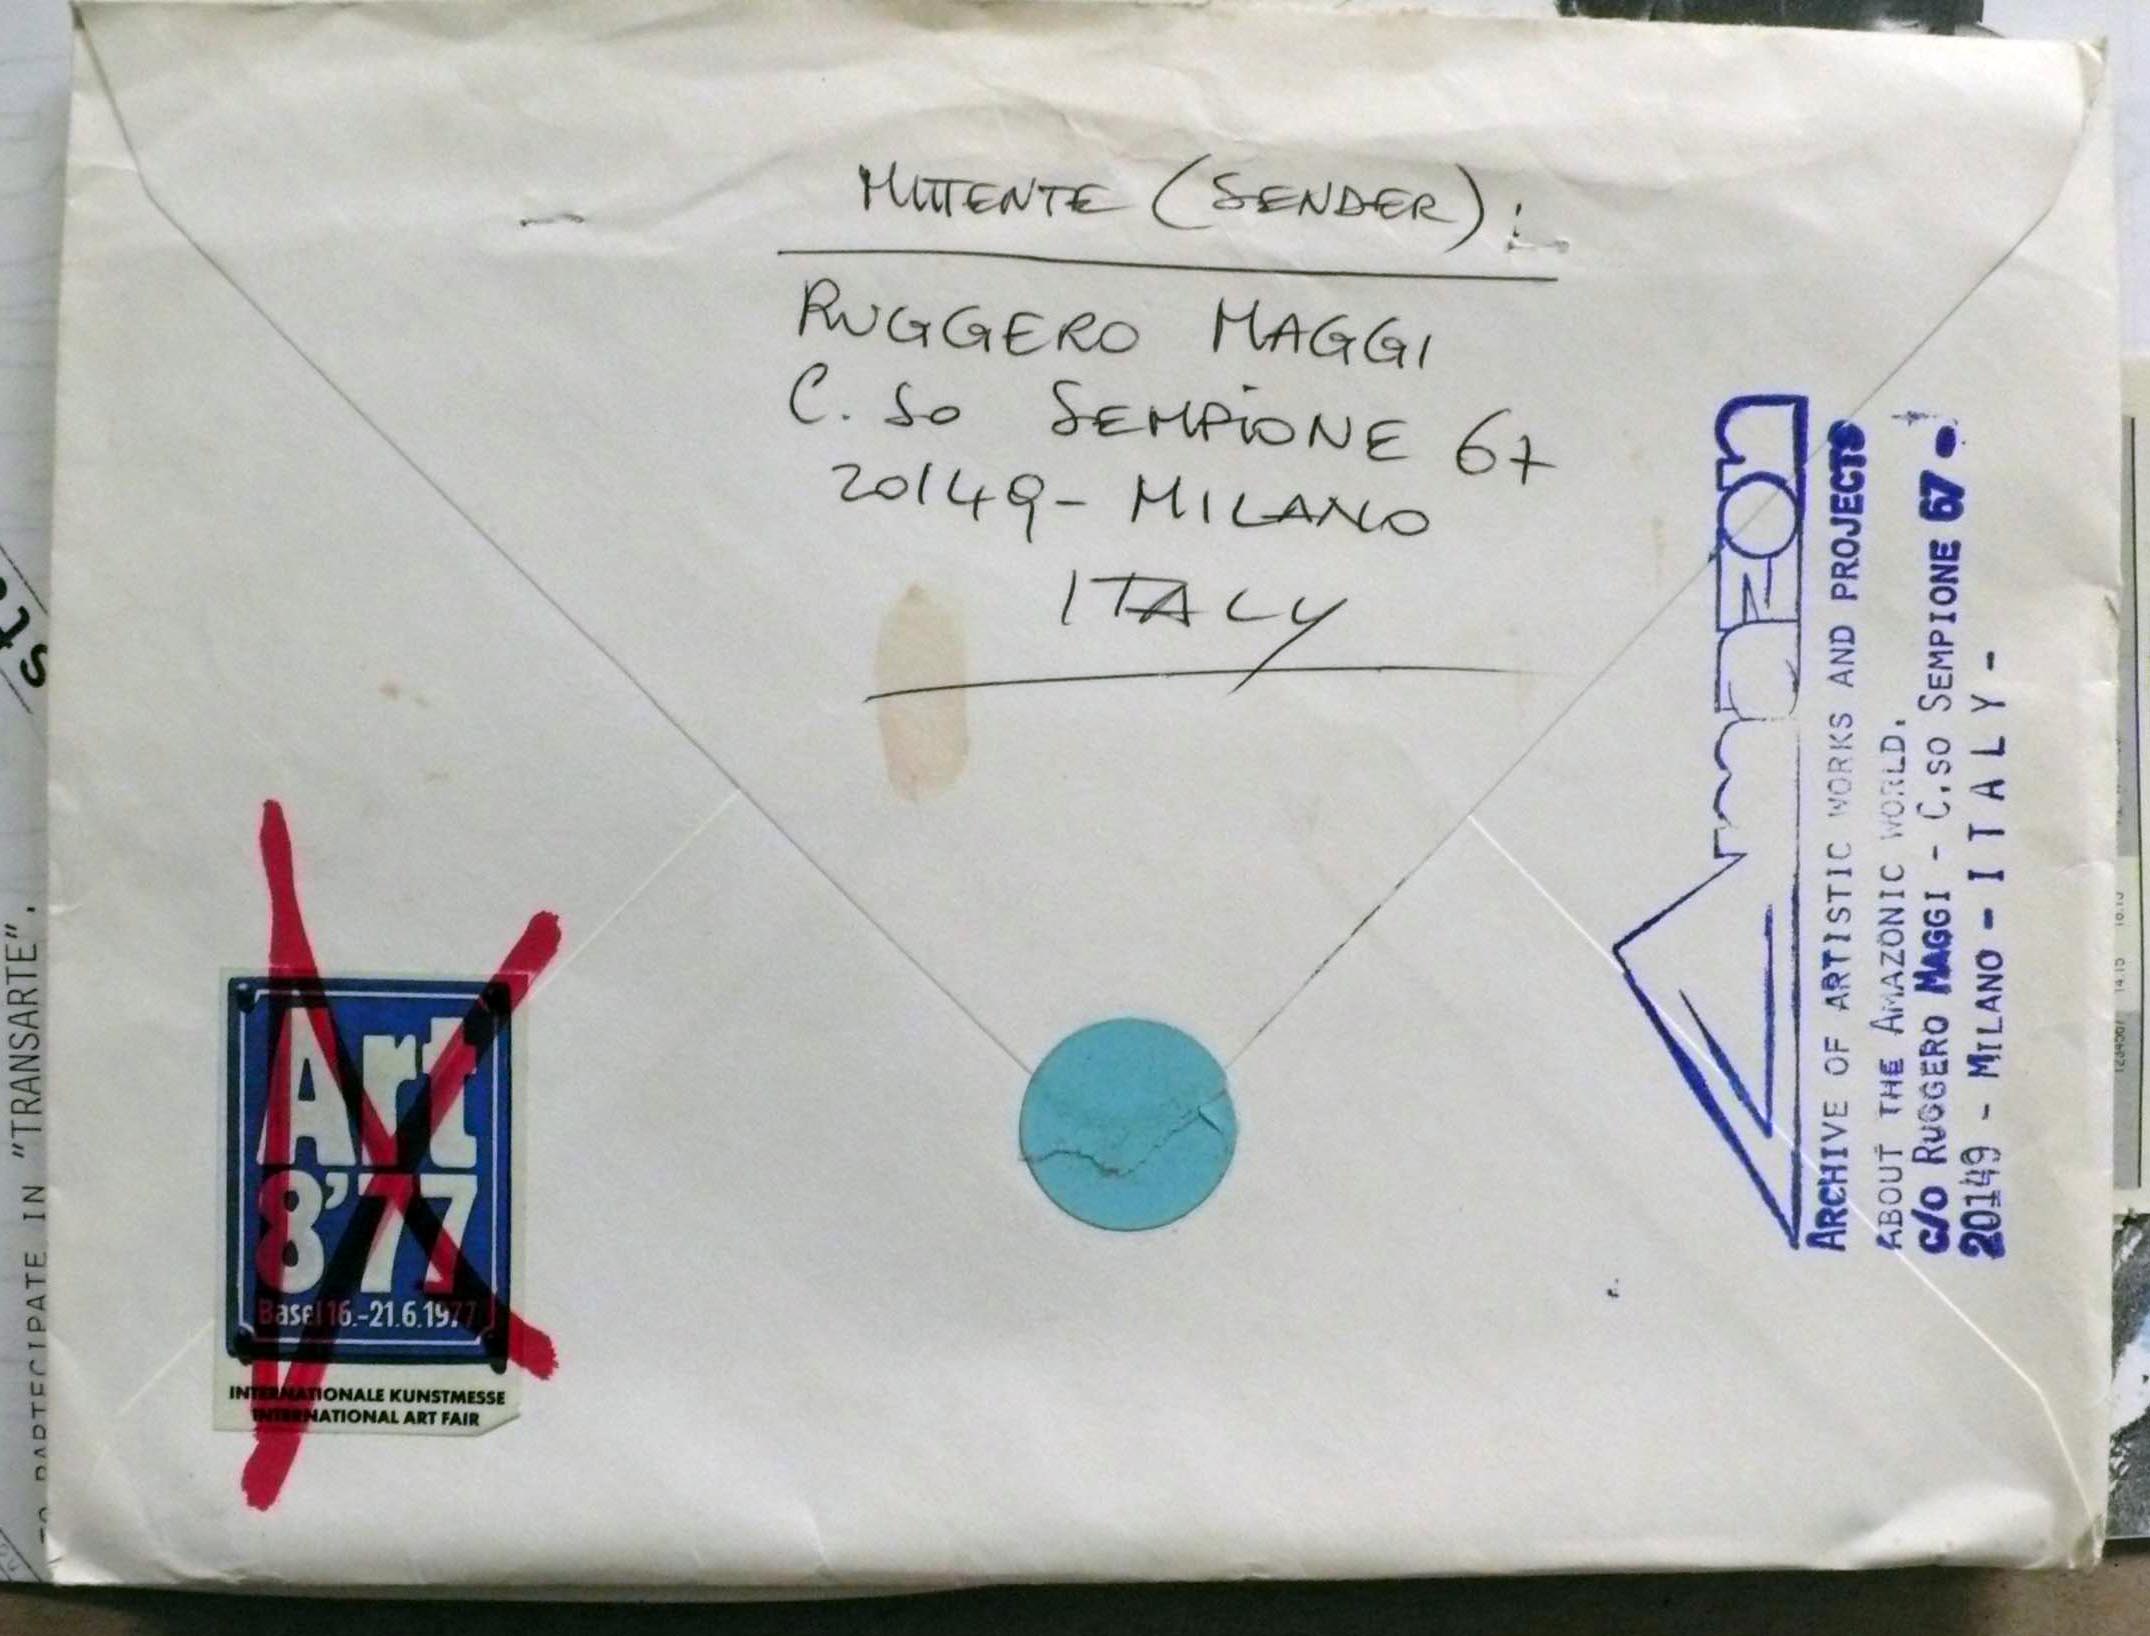 MITTENTE (SENDER):
RUGGERO MAGGI
C. SO SEMPIONE 67
20149 - MILANO
ITALY
Amazon
ARCHIVE OF ARTISTIC WORKS AND PROJECTS
ABOUT THE AMAZONIC WORLD.
C/O RUGGERO MAGGI - C.SO SEMPIONE 67 -
20149 - MILANO - ITALY -
Art
8'77
Basel 16.-21.6.1977
INTERNATIONALE KUNSTMESSE
INTERNATIONAL ART FAIR
PARTECIPATE IN "TRANSARTE".